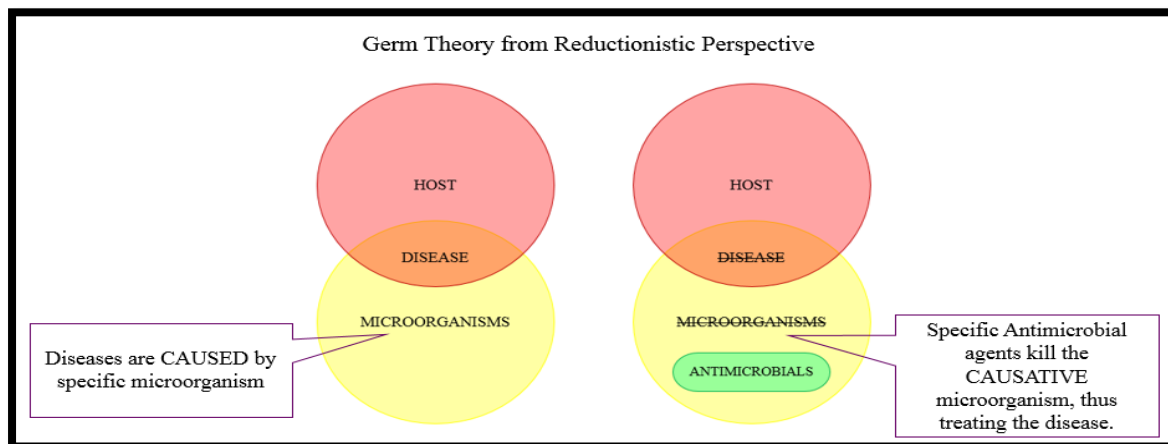 Germ Theory from Reductionistic Perspective
HOST
DISEASE
MICROORGANISMS
Diseases are CAUSED by
specific microorganism
HOST
DISEASE
MICROORGANISMS
ANTIMICROBIALS
Specific Antimicrobial
agents kill the
CAUSATIVE
microorganism, thus
treating the disease.